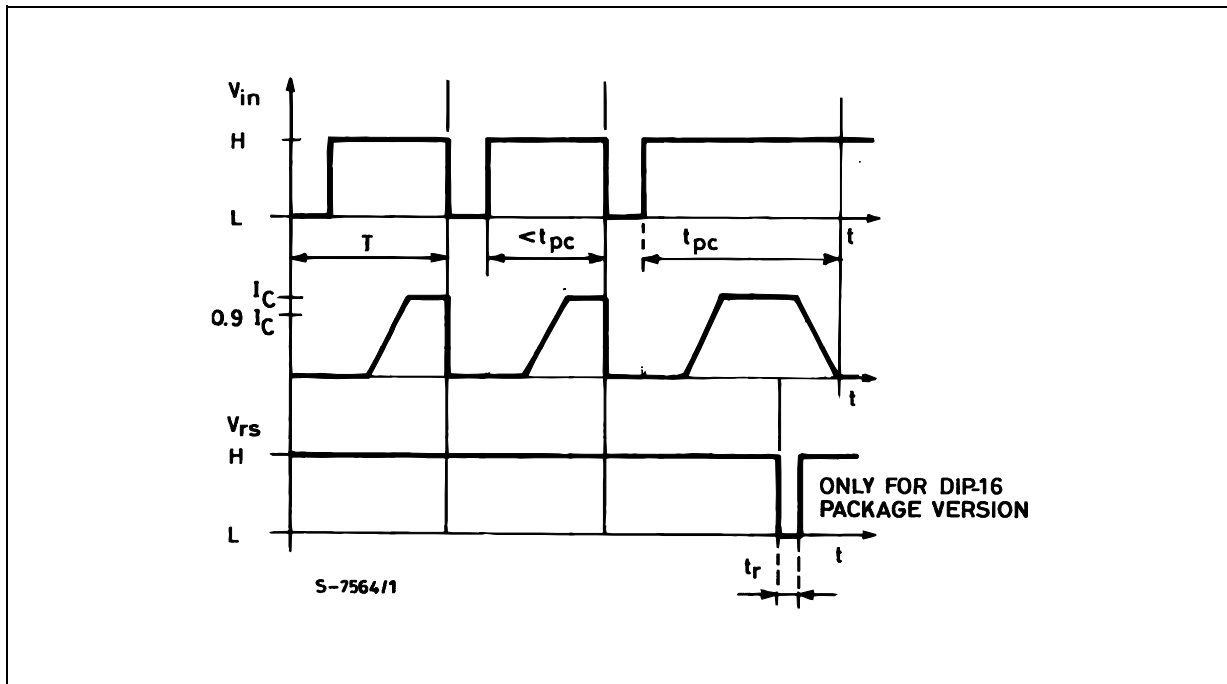 Vin
H
L
t
T
<tpc
tpc
IC
0.9 IC
t
Vrs
H
ONLY FOR DIP-16
PACKAGE VERSION
L
t
tr
S-7564/1